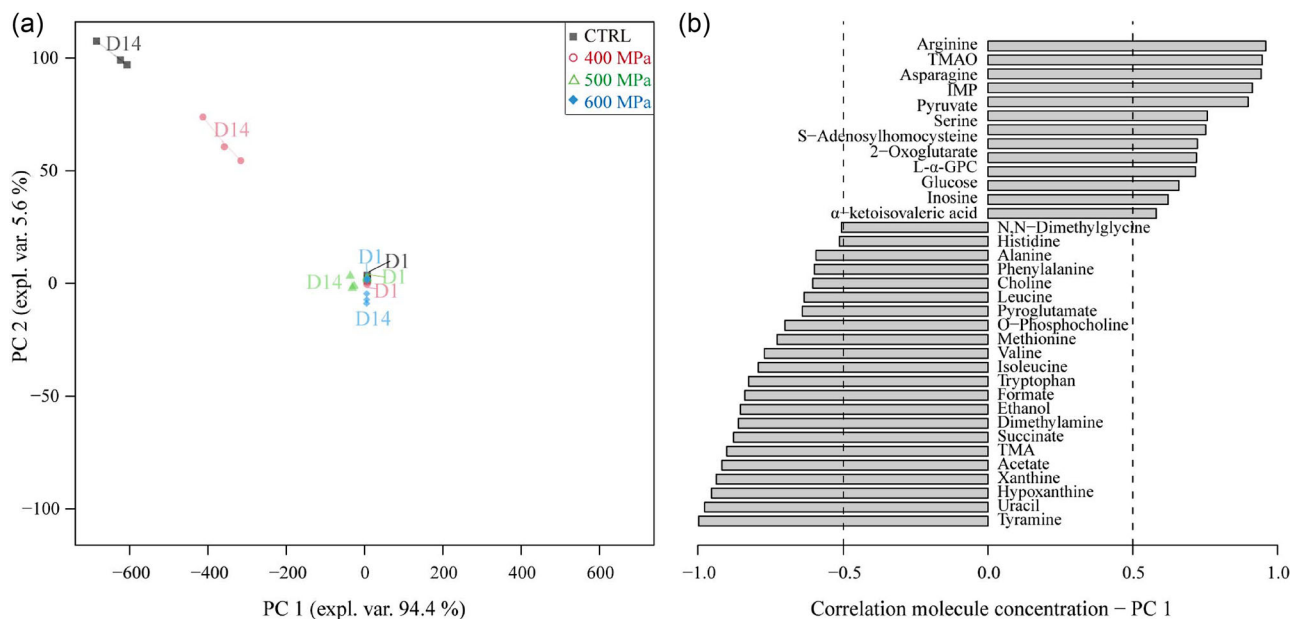 (a)
D14
CTRL
400 MPa
500 MPa
600 MPa
D14
D1
D1
D14
D1
D1
D14
100
50
0
−50
−100
PC 2 (expl. var. 5.6 %)
−600
−400
−200
0
200
400
600
PC 1 (expl. var. 94.4 %)
(b)
Arginine
TMAO
Asparagine
IMP
Pyruvate
Serine
S−Adenosylhomocysteine
2−Oxoglutarate
L-α-GPC
Glucose
Inosine
α−ketoisovaleric acid
N,N−Dimethylglycine
Histidine
Alanine
Phenylalanine
Choline
Leucine
Pyroglutamate
O−Phosphocholine
Methionine
Valine
Isoleucine
Tryptophan
Formate
Ethanol
Dimethylamine
Succinate
TMA
Acetate
Xanthine
Hypoxanthine
Uracil
Tyramine
−1.0
−0.5
0.0
0.5
1.0
Correlation molecule concentration − PC 1